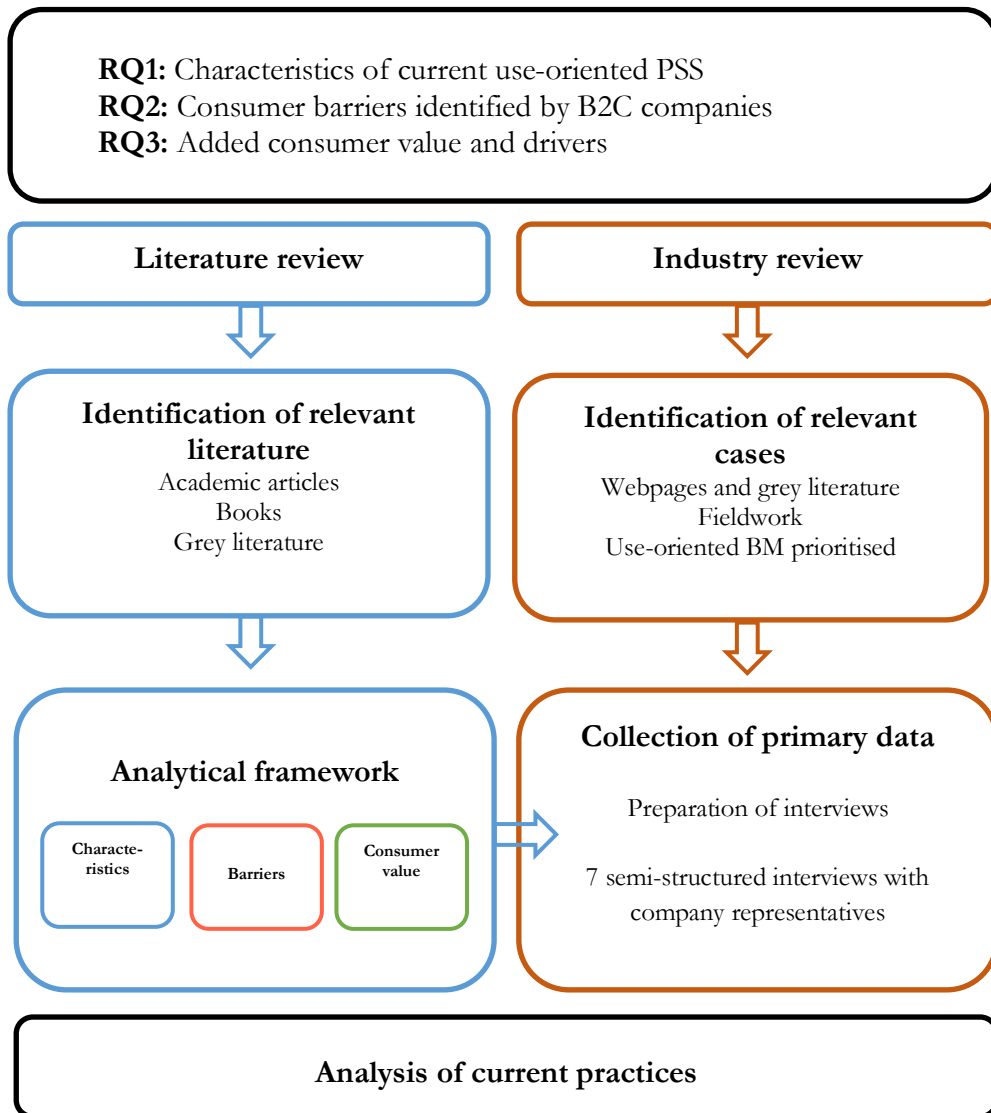 RQ1: Characteristics of current use-oriented PSS
RQ2: Consumer barriers identified by B2C companies
RQ3: Added consumer value and drivers
Literature review
Industry review
Identification of relevant
literature
Academic articles
Books
Grey literature
Identification of relevant
cases
Webpages and grey literature
Fieldwork
Use-oriented BM prioritised
Analytical framework
Characte-
ristics
Barriers
Consumer
value
Collection of primary data
Preparation of interviews
7 semi-structured interviews with
company representatives
Analysis of current practices